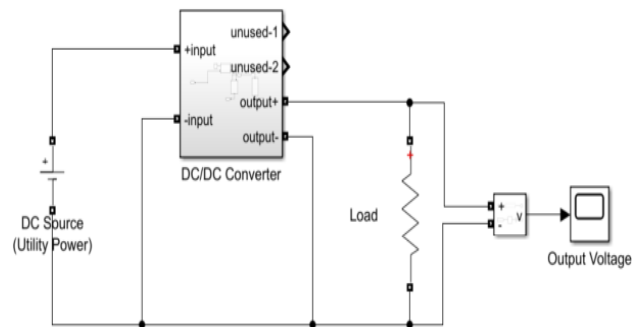 unused-1
+input
unused-2
output+
-input
output-
DC/DC Converter
+
DC Source
(Utility Power)
+
Load
+
v
-
Output Voltage